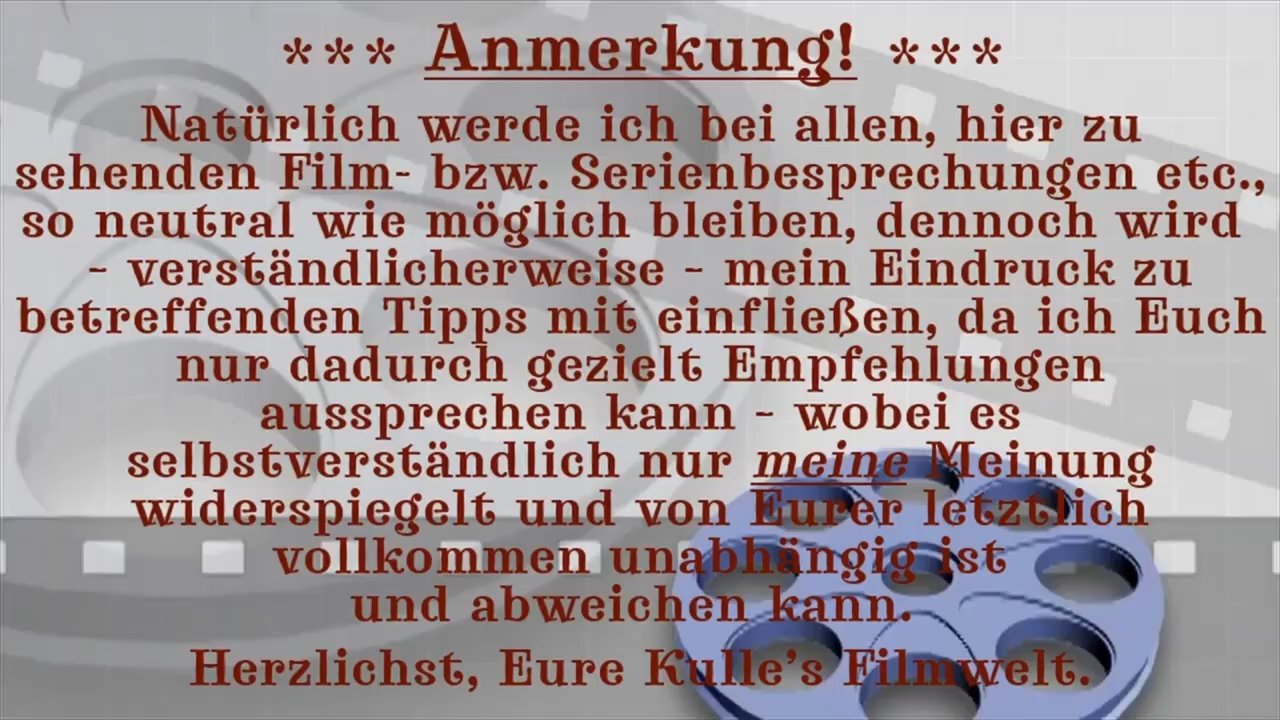 *** Anmerkung! ***
Natürlich werde ich bei allen, hier zu
sehenden Film- bzw. Serienbesprechungen etc.,
so neutral wie möglich bleiben, dennoch wird
- verständlicherweise - mein Eindruck zu
betreffenden Tipps mit einfließen, da ich Euch
nur dadurch gezielt Empfehlungen
aussprechen kann - wobei es
selbstverständlich nur meine Meinung
widerspiegelt und von Eurer letztlich
vollkommen unabhängig ist
und abweichen kann.
Herzlichst, Eure Kulle’s Filmwelt.